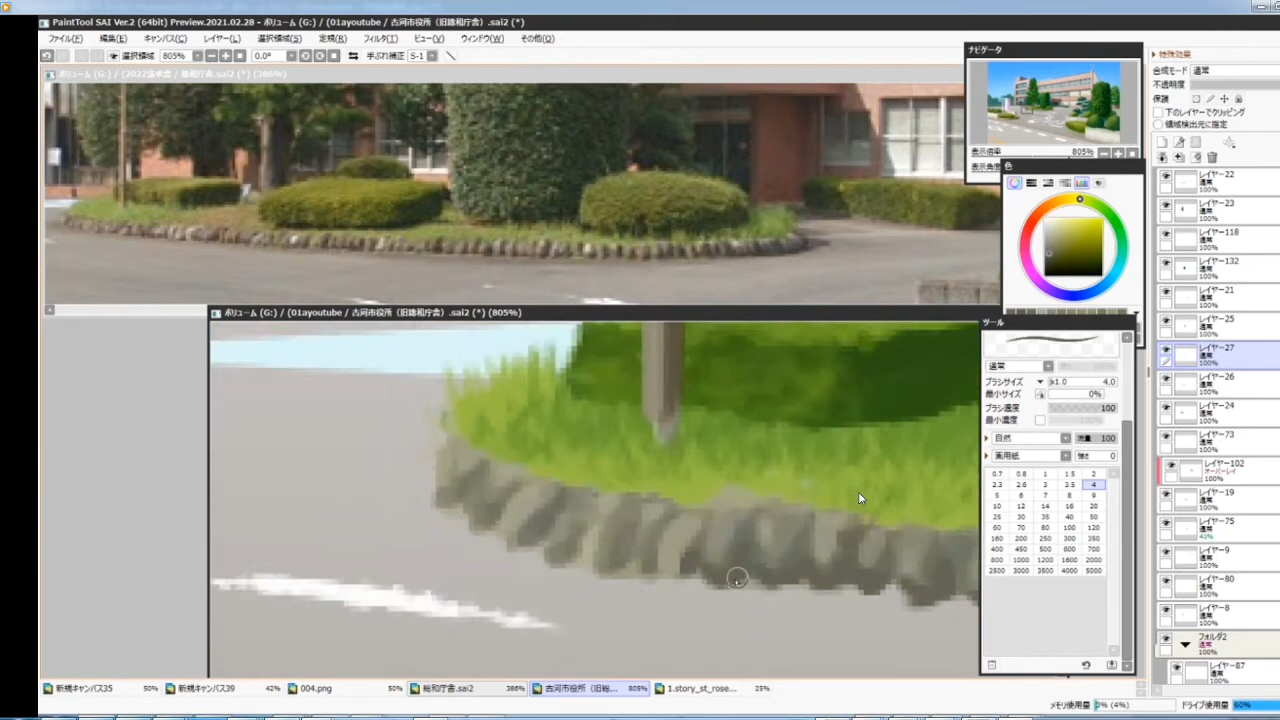 PaintTool SAI Ver.2 (64bit) Preview.2021.02.28 - ボリューム (G:) / (01ayoutube / 古河市役所（旧総和庁舎）.sai2 (*)
ファイル(F) 編集(E) キャンバス(C) レイヤー(L) 選択領域(S) 定規(R) フィルタ(T) ビュー(V) ウィンドウ(W) その他(O)
選択領域 805% 0.0° 手ぶれ補正 S-1
ナビゲータ
表示倍率 805%
表示角度
色
ボリューム (G:) / (01ayoutube / 古河市役所（旧総和庁舎）.sai2 (*) (805%)
ツール
通常
ブラシサイズ x1.0 4.0
最小サイズ 0%
ブラシ濃度 100
最小濃度
自然 100
画用紙 強さ 0
0.7 0.8 1 1.5 2
2.3 2.6 3 3.5 4
5 6 7 8 9
10 12 14 16 20
25 30 35 40 50
60 70 80 100 120
160 200 250 300 350
400 450 500 600 700
800 1000 1200 1600 2000
2500 3000 3500 4000 5000
特殊効果
合成モード 通常
不透明度
保護
下のレイヤーでクリッピング
領域検出元に指定
レイヤー22
通常
100%
レイヤー23
通常
100%
レイヤー118
通常
100%
レイヤー132
通常
100%
レイヤー21
通常
100%
レイヤー25
通常
100%
レイヤー27
通常
100%
レイヤー26
通常
100%
レイヤー24
通常
100%
レイヤー73
通常
100%
レイヤー102
オーバーレイ
100%
レイヤー19
通常
100%
レイヤー75
通常
41%
レイヤー9
通常
100%
レイヤー80
通常
100%
レイヤー8
通常
100%
フォルダ2
通常
100%
レイヤー87
通常
新規キャンバス35 50% 新規キャンバス39 42% 004.png 50% 総和庁舎.sai2 386% 古河市役所（旧総... 805% 1.story_st_rose... 25%
メモリ使用量 0% (4%) ドライブ使用量 60%